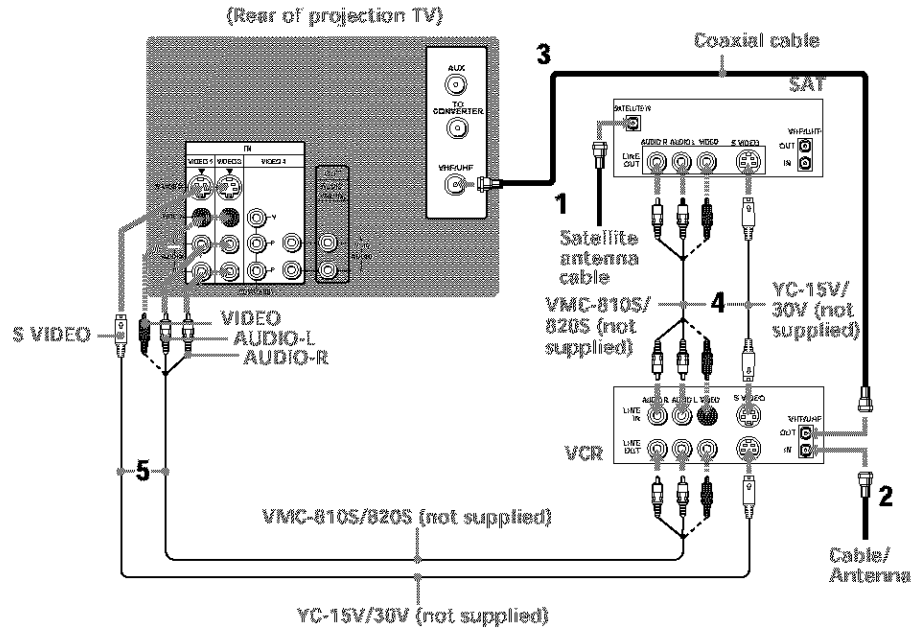 (Rear of projection TV)
3
Coaxial cable
SAT
AUX
TO
CONVERTER
VHF/UHF
SATELLITE IN
AUDIO R AUDIO L VIDEO
S VIDEO
VHF/UHF
OUT
IN
LINE
OUT
IN
VIDEO 1
VIDEO 3
S VIDEO
AUDIO
1
Satellite
antenna
cable
VMC-810S/
820S (not
supplied)
4
YC-15V/
30V (not
supplied)
S VIDEO
VIDEO
AUDIO-L
AUDIO-R
AUDIO R AUDIO L VIDEO
S VIDEO
LINE
IN
LINE
OUT
VHF/UHF
OUT
IN
VCR
5
2
Cable/
Antenna
VMC-810S/820S (not supplied)
YC-15V/30V (not supplied)